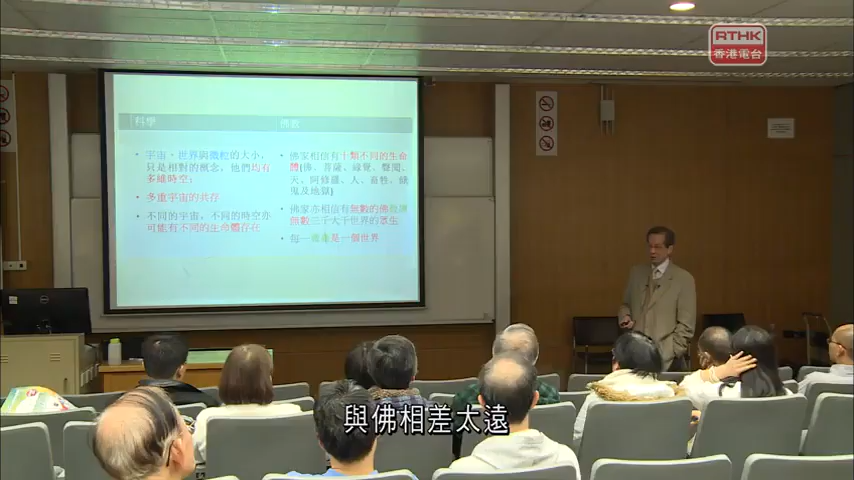 RTHK
香港電台
科學
佛教
• 宇宙、世界與微粒的大小，
只是相對的概念，他們均有
多維時空；
• 多重宇宙的共存
• 不同的宇宙，不同的時空亦
可能有不同的生命體存在
• 佛家相信有十類不同的生命
體(佛、菩薩、緣覺、聲聞、
天、阿修羅、人、畜牲、餓
鬼及地獄)
• 佛家亦相信有無數的佛在講
無數三千大千世界的眾生
• 每一微塵是一個世界
與佛相差太遠